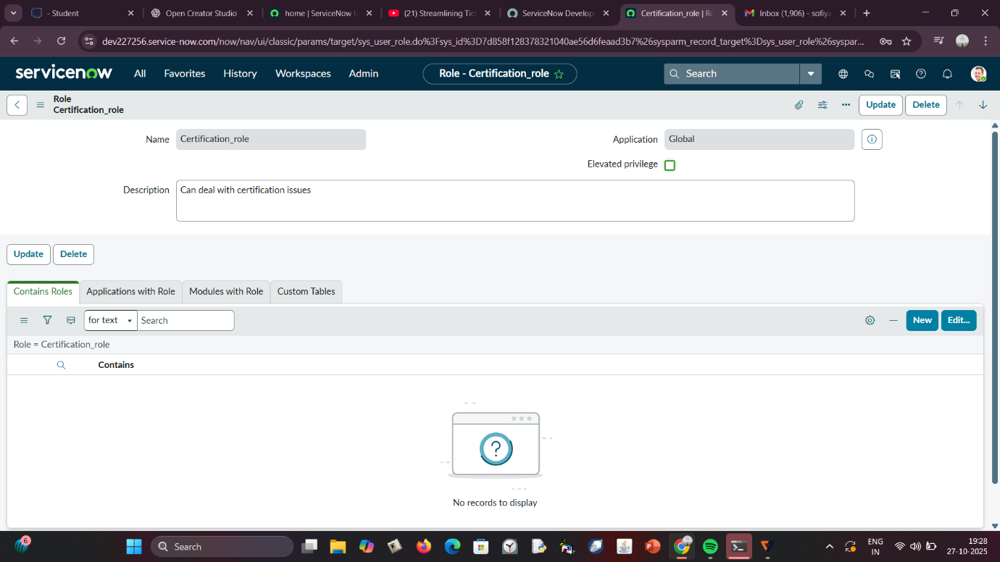 - Student
Open Creator Studio
home | ServiceNow U
(21) Streamlining Tic
ServiceNow Develop
Certification_role | Ro
Inbox (1,906) - sofiya
dev227256.service-now.com/now/nav/ui/classic/params/target/sys_user_role.do%3Fsys_id%3D7d858f128378321040ae56d6feaad3b7%26sysparm_record_target%3Dsys_user_role%26syspar...
servicenow
All
Favorites
History
Workspaces
Admin
Role - Certification_role
Search
Role
Certification_role
Update
Delete
Name
Certification_role
Application
Global
Elevated privilege
Description
Can deal with certification issues
Update
Delete
Contains Roles
Applications with Role
Modules with Role
Custom Tables
for text
Search
New
Edit...
Role = Certification_role
Contains
?
No records to display
6
Search
ENG
IN
19:28
27-10-2025